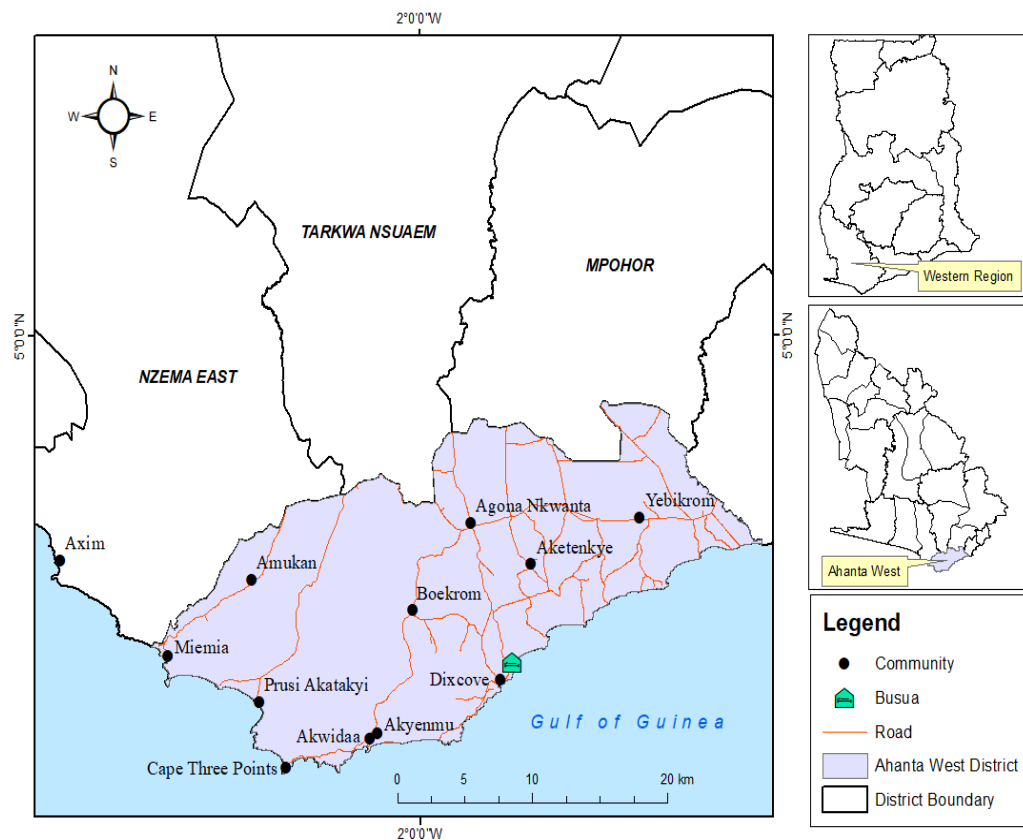 2°0'0"W
N
W
E
S
TARKWA NSUAEM
MPOHOR
Western Region
5°0'0"N
5°0'0"N
NZEMA EAST
Agona Nkwanta
Yebikrom
Axim
Aketenkye
Amukan
Ahanta West
Boekrom
Miemia
Dixcove
Prusi Akatakyi
Gulf of Guinea
Akyenmu
Akwidaa
Cape Three Points
0 5 10 20 km
2°0'0"W
Legend
Community
Busua
Road
Ahanta West District
District Boundary